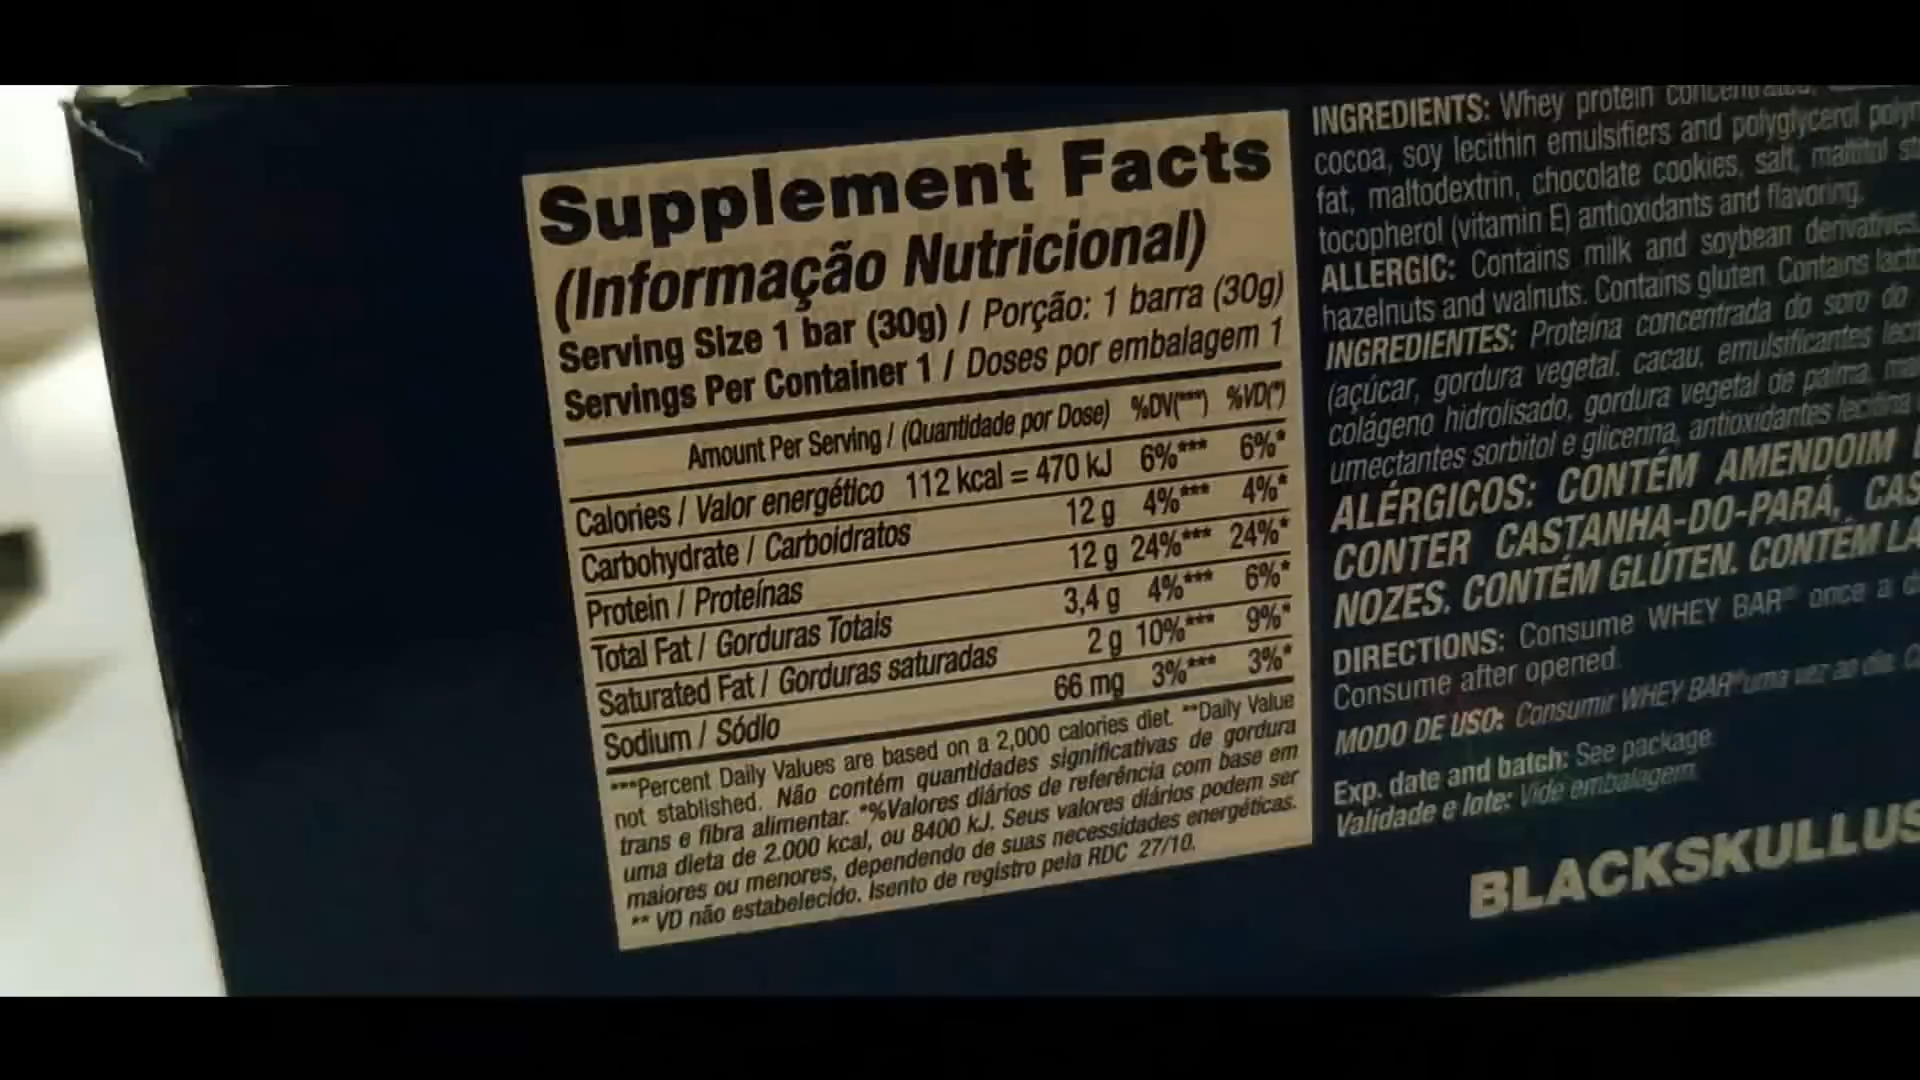 Supplement Facts
(Informação Nutricional)
Serving Size 1 bar (30g) / Porção: 1 barra (30g)
Servings Per Container 1 / Doses por embalagem 1
Amount Per Serving / (Quantidade por Dose) %DV(***) %VD(*)
Calories / Valor energético 112 kcal = 470 kJ 6%*** 6%*
Carbohydrate / Carboidratos 12 g 4%*** 4%*
Protein / Proteínas 12 g 24%*** 24%*
Total Fat / Gorduras Totais 3,4 g 4%*** 6%*
Saturated Fat / Gorduras saturadas 2 g 10%*** 9%*
Sodium / Sódio 66 mg 3%*** 3%*
***Percent Daily Values are based on a 2,000 calories diet. **Daily Value
not stablished. Não contém quantidades significativas de gordura
trans e fibra alimentar. *%Valores diários de referência com base em
uma dieta de 2.000 kcal, ou 8400 kJ. Seus valores diários podem ser
maiores ou menores, dependendo de suas necessidades energéticas.
** VD não estabelecido. Isento de registro pela RDC 27/10.
INGREDIENTS: Whey protein
cocoa, soy lecithin emulsifiers and polyglycerol
fat, maltodextrin, chocolate cookies, salt, maltitol
tocopherol (vitamin E) antioxidants and flavoring.
ALLERGIC: Contains milk and soybean derivatives.
hazelnuts and walnuts. Contains gluten. Contains
INGREDIENTES: Proteína concentrada do soro do
(açúcar, gordura vegetal, cacau, emulsificantes
colágeno hidrolisado, gordura vegetal de palma,
umectantes sorbitol e glicerina, antioxidantes lecitina
ALÉRGICOS: CONTÉM AMENDOIM
CONTER CASTANHA-DO-PARÁ,
NOZES. CONTÉM GLÚTEN. CONTÉM
DIRECTIONS: Consume WHEY BAR® once a
Consume after opened.
MODO DE USO: Consumir WHEY BAR® uma vez ao dia.
Exp. date and batch: See package.
Validade e lote: Vide embalagem.
BLACKSKULLUS